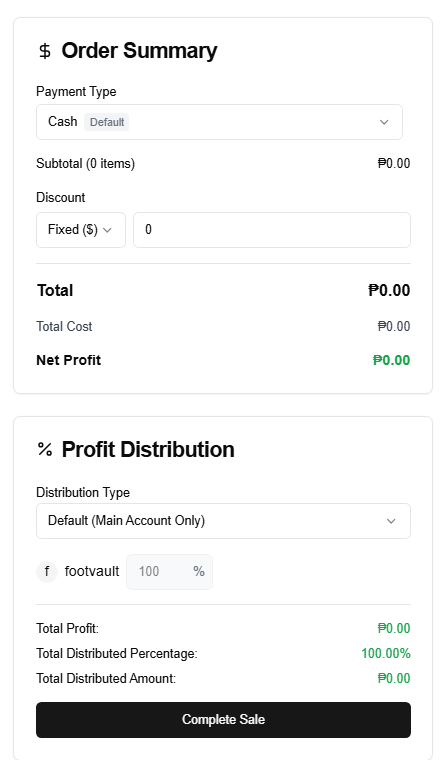 $ Order Summary
Payment Type
Cash Default
Subtotal (0 items) ₱0.00
Discount
Fixed ($) 0
Total ₱0.00
Total Cost ₱0.00
Net Profit ₱0.00
% Profit Distribution
Distribution Type
Default (Main Account Only)
f footvault 100 %
Total Profit: ₱0.00
Total Distributed Percentage: 100.00%
Total Distributed Amount: ₱0.00
Complete Sale